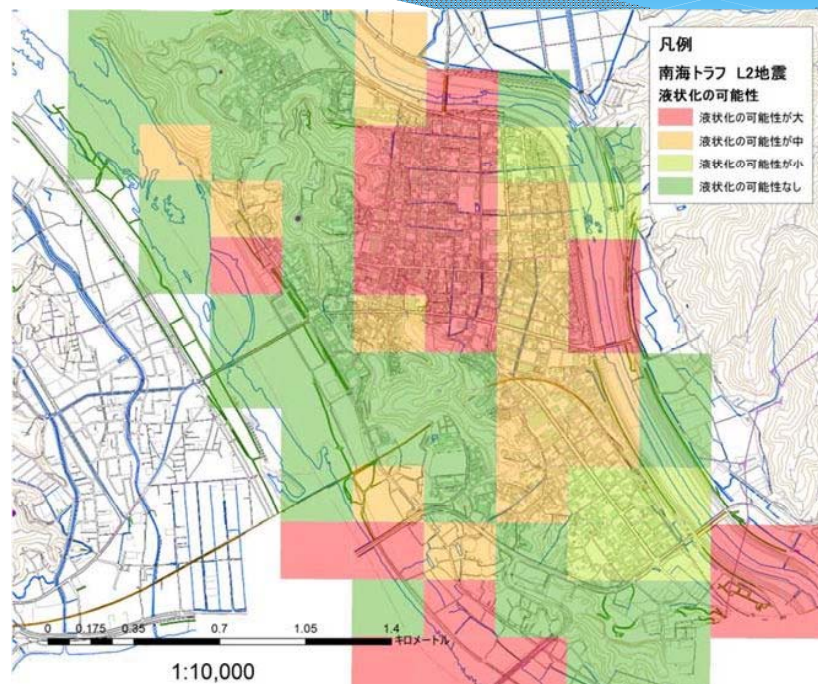 凡例
南海トラフ L2地震
液状化の可能性
液状化の可能性が大
液状化の可能性が中
液状化の可能性が小
液状化の可能性なし
0 0.175 0.35 0.7 1.05 1.4
キロメートル
1:10,000